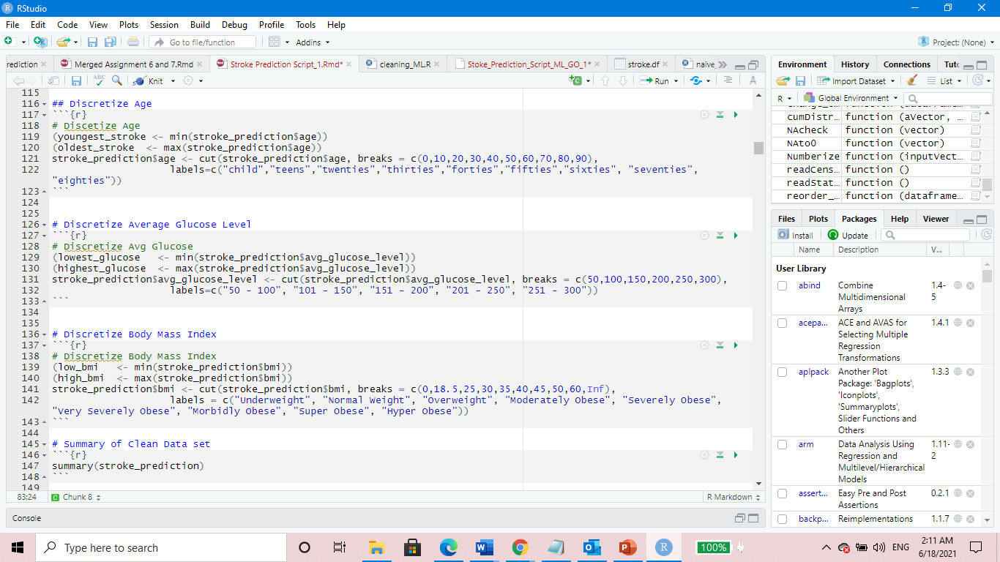 RStudio
File Edit Code View Plots Session Build Debug Profile Tools Help
Go to file/function Addins Project: (None)
rediction Merged Assignment 6 and 7.Rmd Stroke Prediction Script_1.Rmd* cleaning_ML.R Stoke_Prediction_Script_ML_GO_1* stroke.df naive
ABC Knit Run
115
116 ## Discretize Age
117 ```{r}
118 # Discetize Age
119 (youngest_stroke <- min(stroke_prediction$age))
120 (oldest_stroke <- max(stroke_prediction$age))
121 stroke_prediction$age <- cut(stroke_prediction$age, breaks = c(0,10,20,30,40,50,60,70,80,90),
122 labels=c("child","teens","twenties","thirties","forties","fifties","sixties", "seventies",
"eighties"))
123 ```
124
125
126 # Discretize Average Glucose Level
127 ```{r}
128 # Discretize Avg Glucose
129 (lowest_glucose <- min(stroke_prediction$avg_glucose_level))
130 (highest_glucose <- max(stroke_prediction$avg_glucose_level))
131 stroke_prediction$avg_glucose_level <- cut(stroke_prediction$avg_glucose_level, breaks = c(50,100,150,200,250,300),
132 labels=c("50 - 100", "101 - 150", "151 - 200", "201 - 250", "251 - 300"))
133 ```
134
135
136 # Discretize Body Mass Index
137 ```{r}
138 # Discretize Body Mass Index
139 (low_bmi <- min(stroke_prediction$bmi))
140 (high_bmi <- max(stroke_prediction$bmi))
141 stroke_prediction$bmi <- cut(stroke_prediction$bmi, breaks = c(0,18.5,25,30,35,40,45,50,60,Inf),
142 labels = c("Underweight", "Normal Weight", "Overweight", "Moderately Obese", "Severely Obese",
"Very Severely Obese", "Morbidly Obese", "Super Obese", "Hyper Obese"))
143 ```
144
145 # Summary of Clean Data set
146 ```{r}
147 summary(stroke_prediction)
148 ```
149
83:24 C Chunk 8 R Markdown
Console
Environment History Connections Tuto
Import Dataset List
R Global Environment
cumDistr... function (aVector, ...
NAcheck function (vector)
NAto0 function (vector)
Numberize function (inputVect...
readCens... function ()
readStat... function ()
reorder_... function (dataframe...
Files Plots Packages Help Viewer
Install Update
Name Description V...
User Library
abind Combine Multidimensional Arrays 1.4-5
acepa... ACE and AVAS for Selecting Multiple Regression Transformations 1.4.1
aplpack Another Plot Package: 'Bagplots', 'Iconplots', 'Summaryplots', Slider Functions and Others 1.3.3
arm Data Analysis Using Regression and Multilevel/Hierarchical Models 1.11-2
assert... Easy Pre and Post Assertions 0.2.1
backp... Reimplementations 1.1.7
Type here to search 100% ENG 2:11 AM
6/18/2021